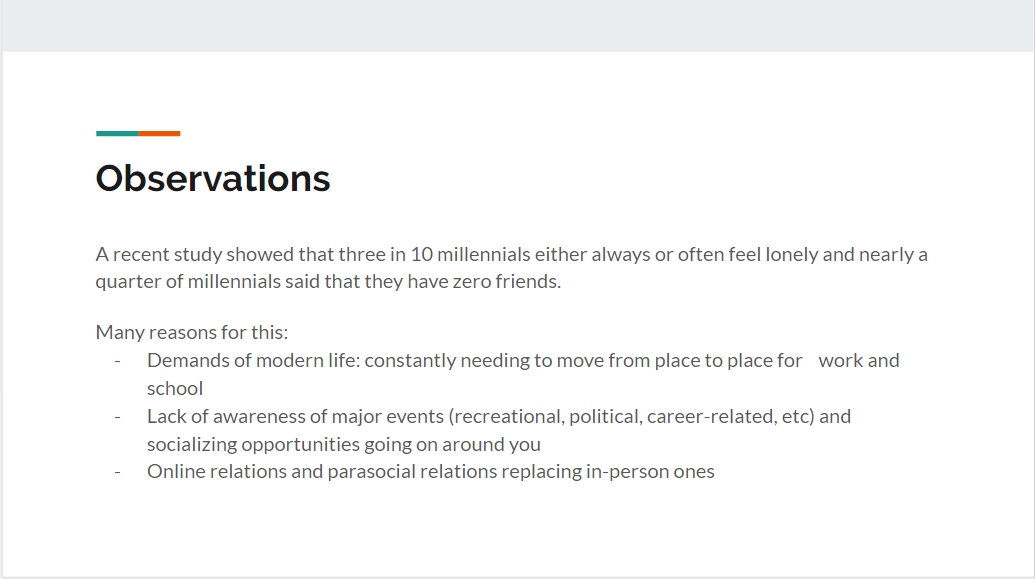 Observations
A recent study showed that three in 10 millennials either always or often feel lonely and nearly a
quarter of millennials said that they have zero friends.
Many reasons for this:
- Demands of modern life: constantly needing to move from place to place for work and
school
- Lack of awareness of major events (recreational, political, career-related, etc) and
socializing opportunities going on around you
- Online relations and parasocial relations replacing in-person ones